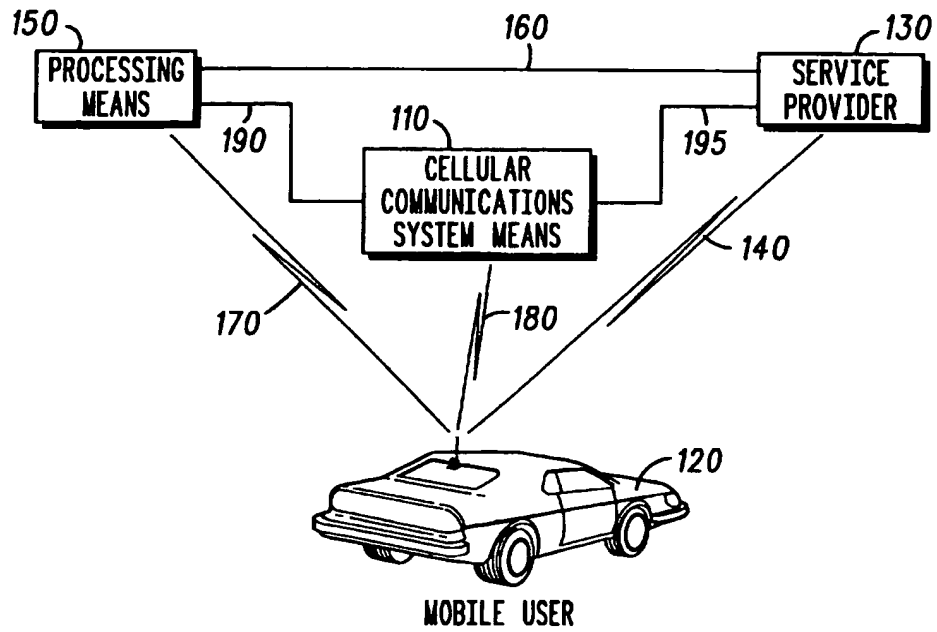 150
160
130
PROCESSING
MEANS
SERVICE
PROVIDER
190
110
195
CELLULAR
COMMUNICATIONS
SYSTEM MEANS
140
170
180
120
MOBILE USER